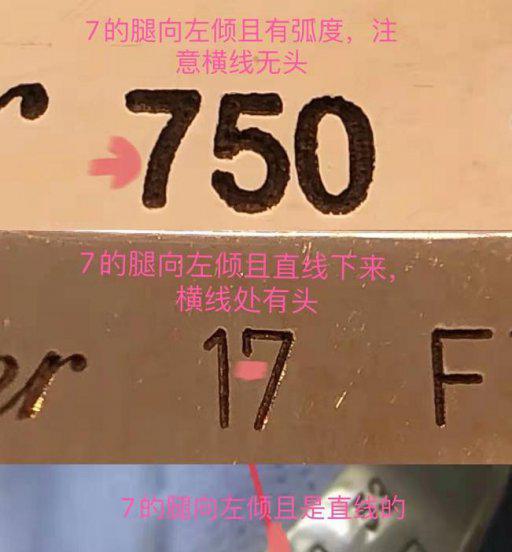 7的腿向左倾且有弧度，注
意横线无头
r 750
7的腿向左倾且直线下来，
横线处有头
er 17 F
7的腿向左倾且是直线的